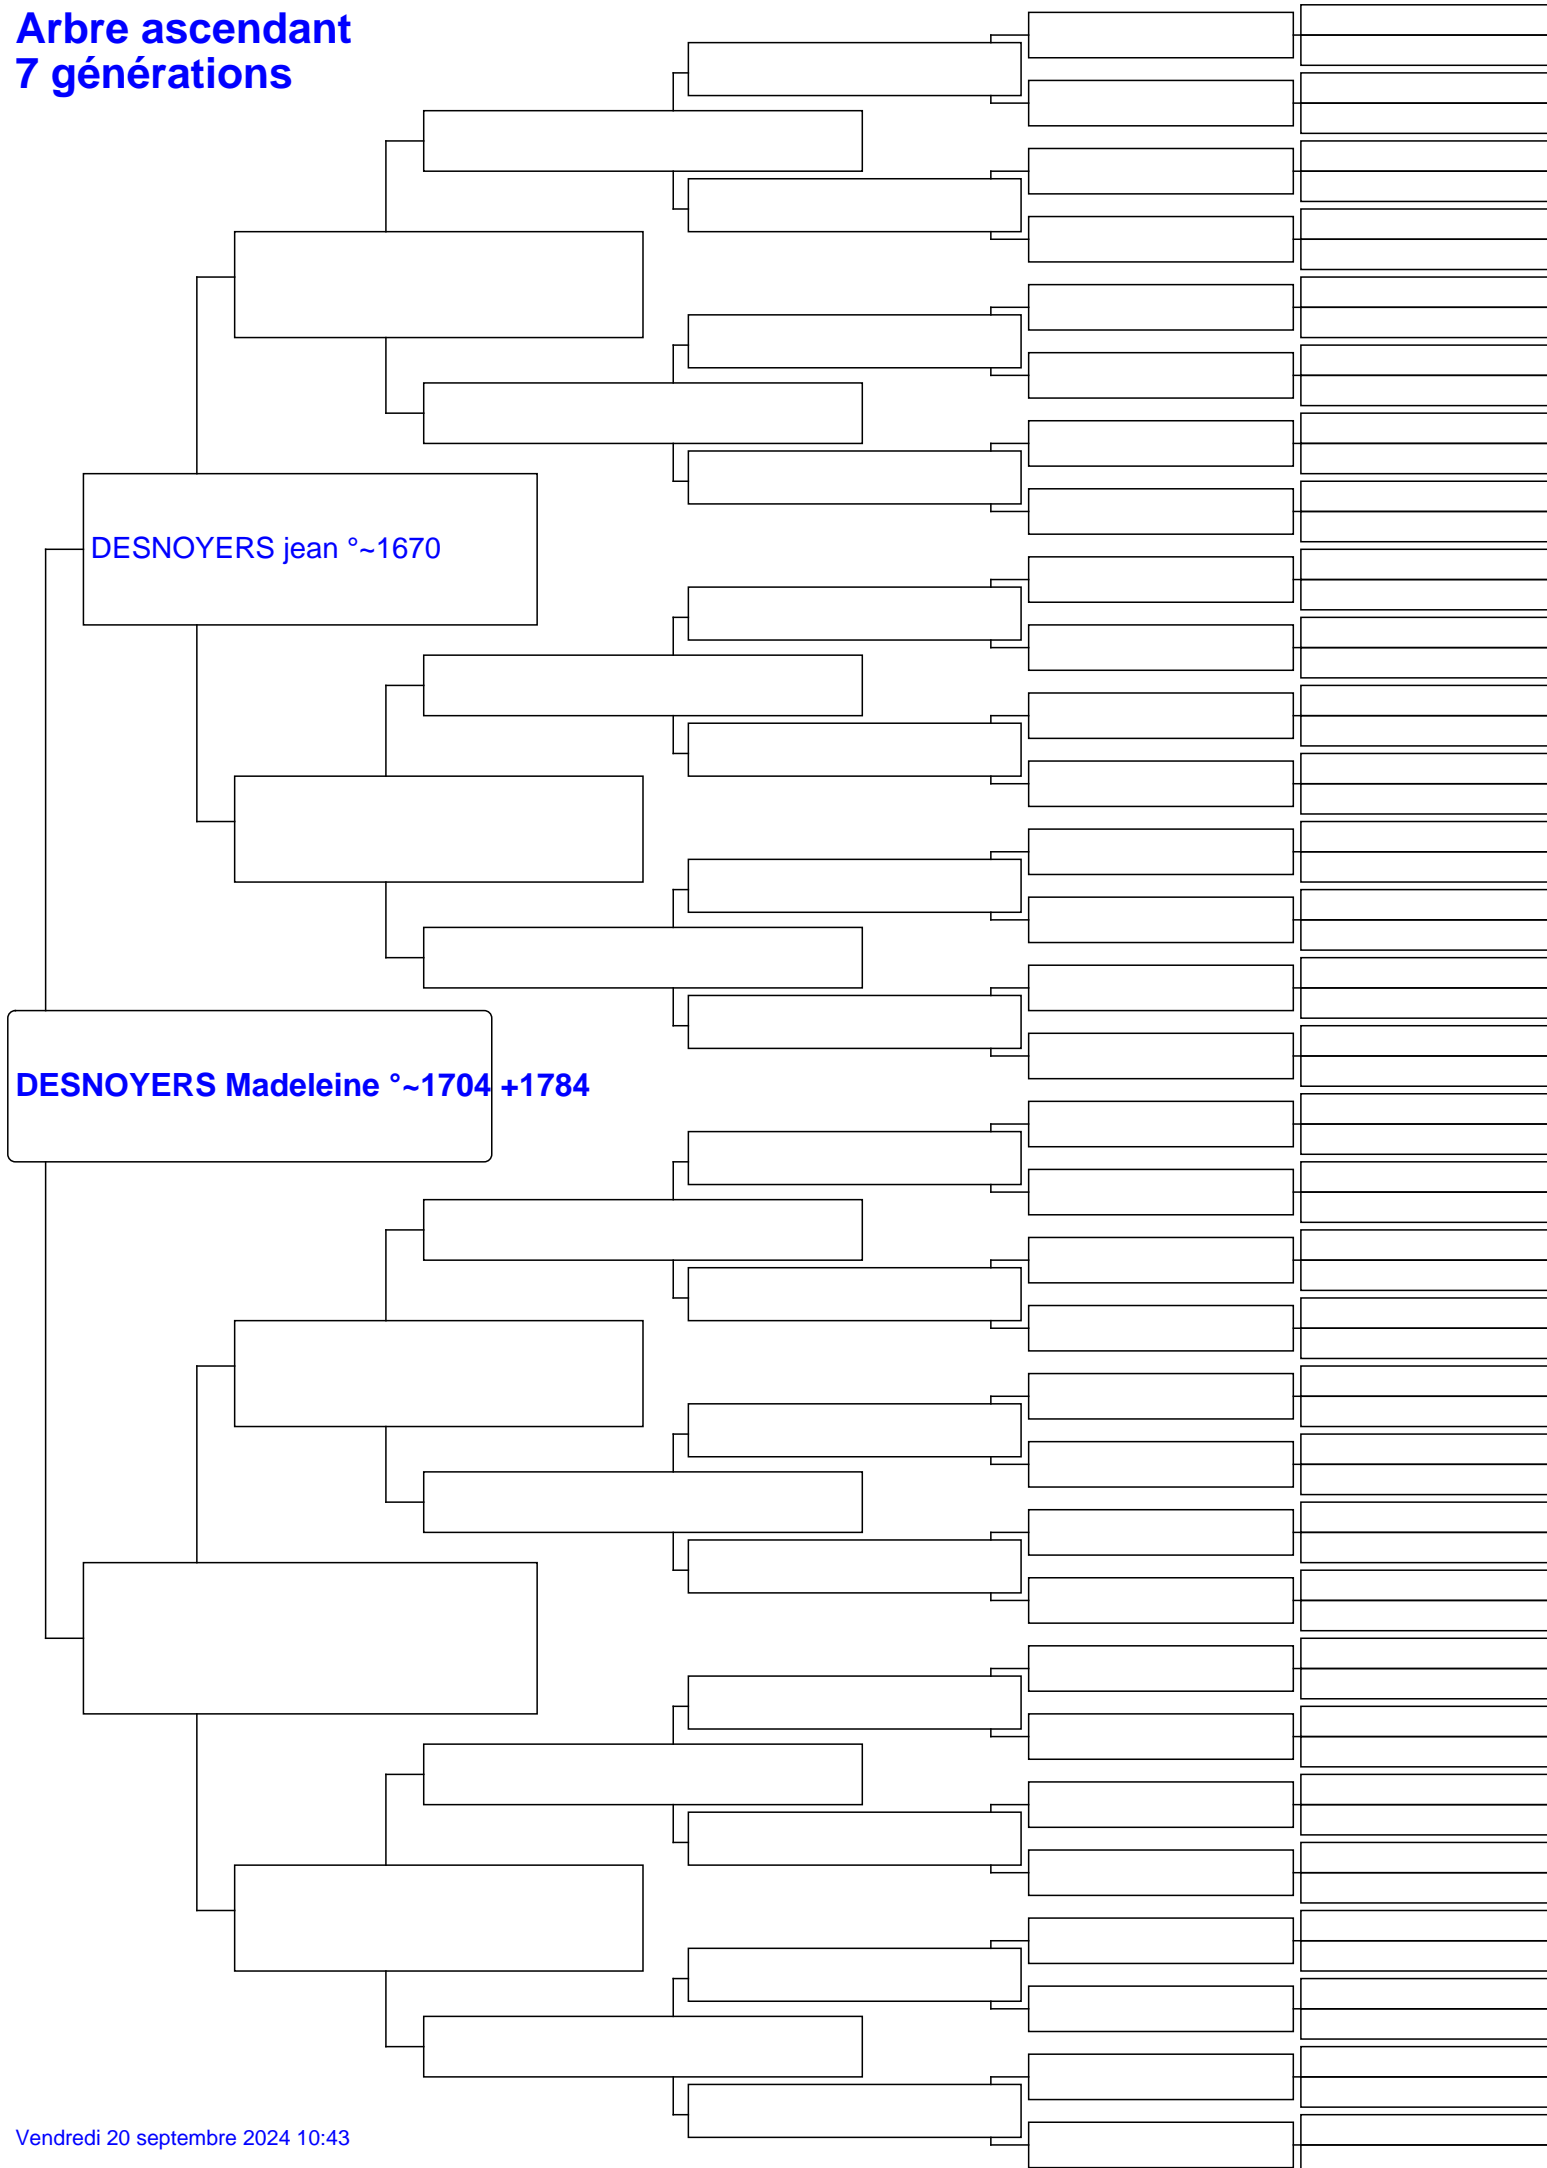 Arbre ascendant
7 générations
DESNOYERS jean °~1670
DESNOYERS Madeleine °~1704 +1784
Vendredi 20 septembre 2024 10:43